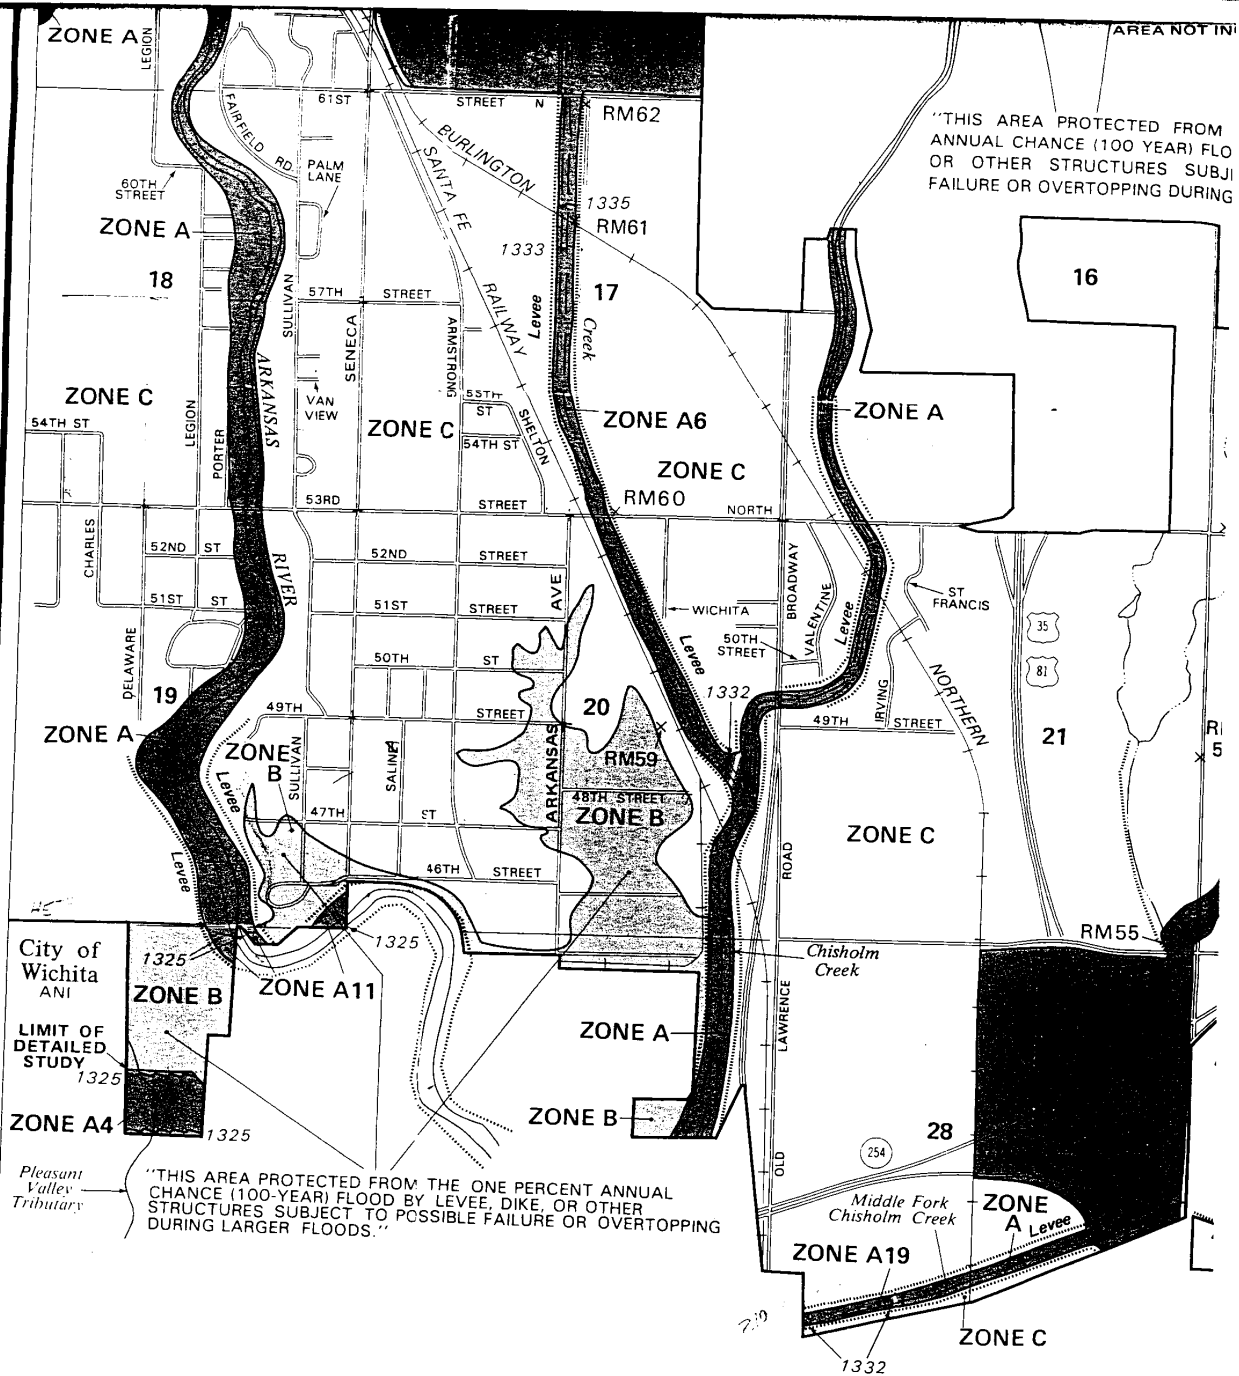 ZONE A
LEGION
AREA NOT IN
61ST
STREET
N
RM62
FAIRFIELD
RD
BURLINGTON
SANTA FE
"THIS AREA PROTECTED FROM
ANNUAL CHANCE (100 YEAR) FLO
OR OTHER STRUCTURES SUBJ
FAILURE OR OVERTOPPING DURING
PALM
LANE
60TH
STREET
1335
RM61
ZONE A
1333
18
17
16
SULLIVAN
57TH
STREET
RAILWAY
Levee
Creek
SENECA
ARMSTRONG
ARKANSAS
ZONE C
VAN
VIEW
55TH
ST
ZONE A6
ZONE A
54TH ST
LEGION
PORTER
ZONE C
54TH ST
SHELTON
ZONE C
53RD
STREET
RM60
NORTH
CHARLES
52ND
ST
RIVER
52ND
STREET
BROADWAY
VALENTINE
Levee
51ST
ST
51ST
STREET
AVE
WICHITA
ST
FRANCIS
35
DELAWARE
50TH
ST
Levee
50TH
STREET
81
NORTHERN
19
1332
IRVING
49TH
STREET
20
49TH
STREET
ZONE A
ZONE
B
SULLIVAN
SALINE
ARKANSAS
RM59
21
Levee
48TH STREET
47TH
ST
ZONE B
ZONE C
Levee
46TH
STREET
ROAD
City of
Wichita
ANI
1325
1325
RM55
Chisholm
Creek
ZONE B
ZONE A11
LAWRENCE
LIMIT OF
DETAILED
STUDY
1325
ZONE A
ZONE A4
1325
ZONE B
28
254
OLD
Pleasant
Valley
Tributary
"THIS AREA PROTECTED FROM THE ONE PERCENT ANNUAL
CHANCE (100-YEAR) FLOOD BY LEVEE, DIKE, OR OTHER
STRUCTURES SUBJECT TO POSSIBLE FAILURE OR OVERTOPPING
DURING LARGER FLOODS."
Middle Fork
Chisholm Creek
ZONE
A
Levee
ZONE A19
ZONE C
1332